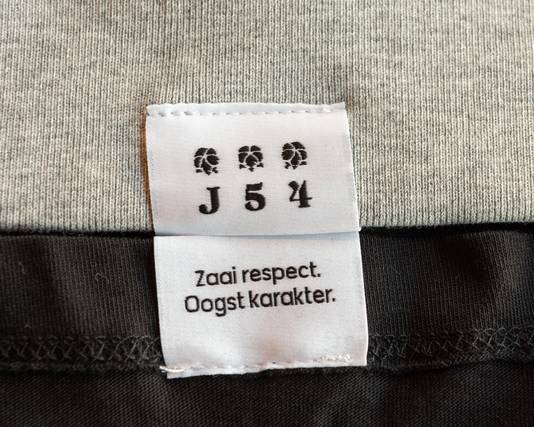 J 5 4
Zaai respect.
Oogst karakter.